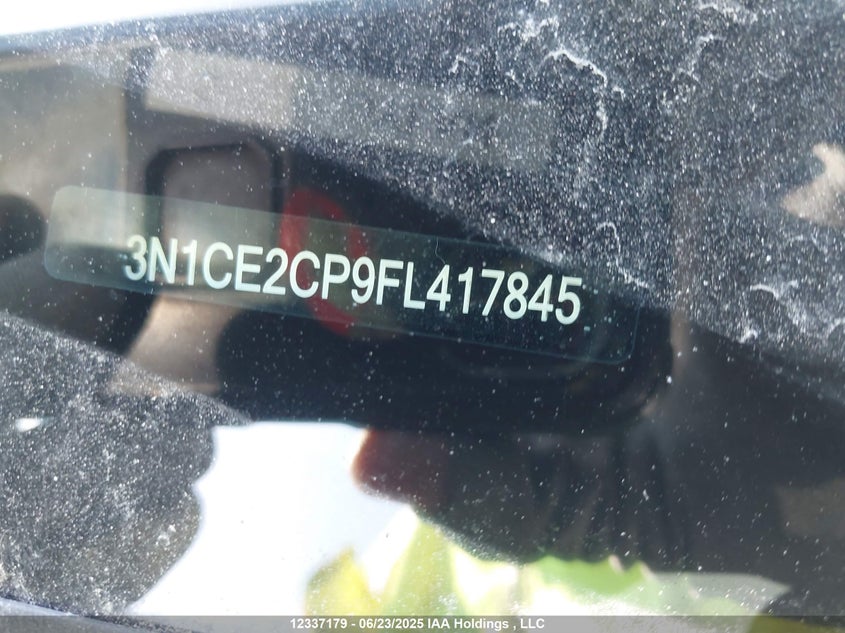 3N1CE2CP9FL417845
12337179 - 06/23/2025 IAA Holdings , LLC